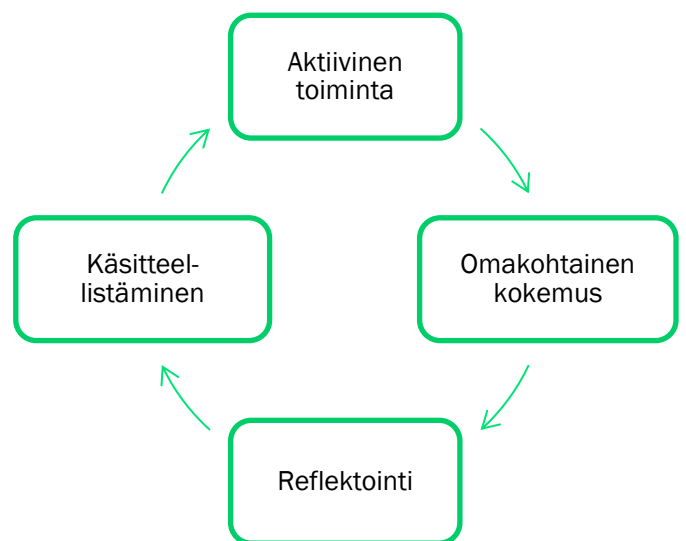 Aktiivinen
toiminta
Omakohtainen
kokemus
Reflektointi
Käsitteel-
listäminen